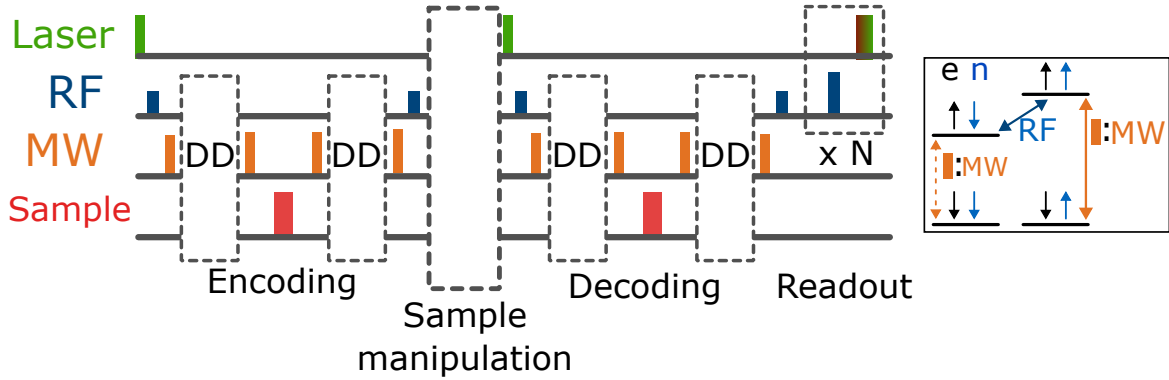 Laser
RF
MW
Sample
DD
DD
DD
DD
x N
Encoding
Sample
manipulation
Decoding
Readout
e n
RF
:MW
:MW